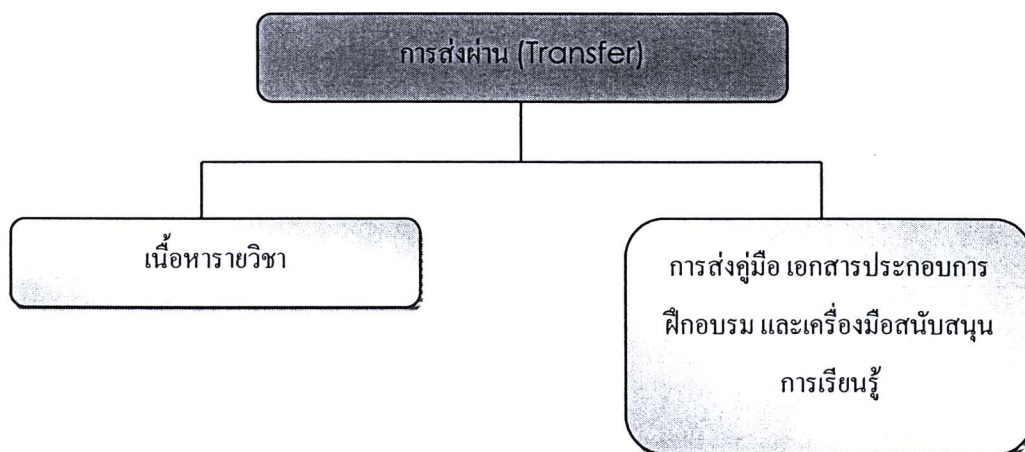 การส่งผ่าน (Transfer)
เนื้อหารายวิชา
การส่งคู่มือ เอกสารประกอบการ
ฝึกอบรม และเครื่องมือสนับสนุน
การเรียนรู้